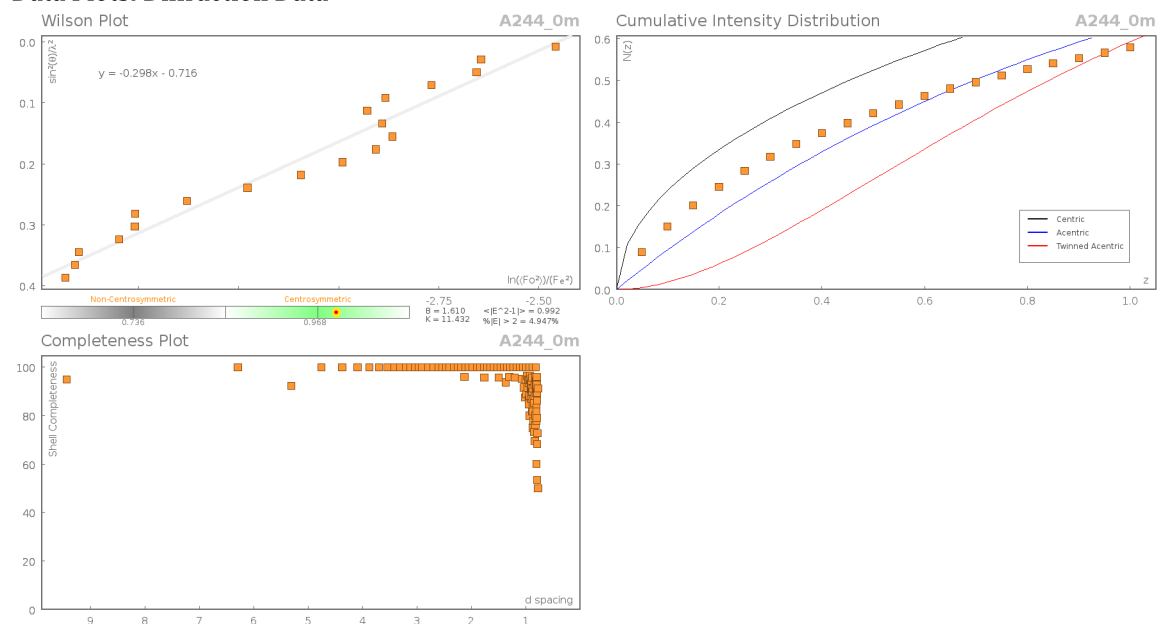 Wilson Plot
A244_0m
0.0
0.1
0.2
0.3
0.4
sin²(θ)/λ²
y = -0.298x - 0.716
ln(⟨Fo²⟩)/(Fₑ²)
-2.75
-2.50
Non-Centrosymmetric
Centrosymmetric
0.736
0.968
B = 1.610
K = 11.432
<|E^2-1|> = 0.992
%|E| > 2 = 4.947%
Cumulative Intensity Distribution
A244_0m
0.6
0.5
0.4
0.3
0.2
0.1
0.0
N(z)
Centric
Acentric
Twinned Acentric
z
0.0
0.2
0.4
0.6
0.8
1.0
Completeness Plot
A244_0m
100
80
60
40
20
0
Shell Completeness
d spacing
9
8
7
6
5
4
3
2
1